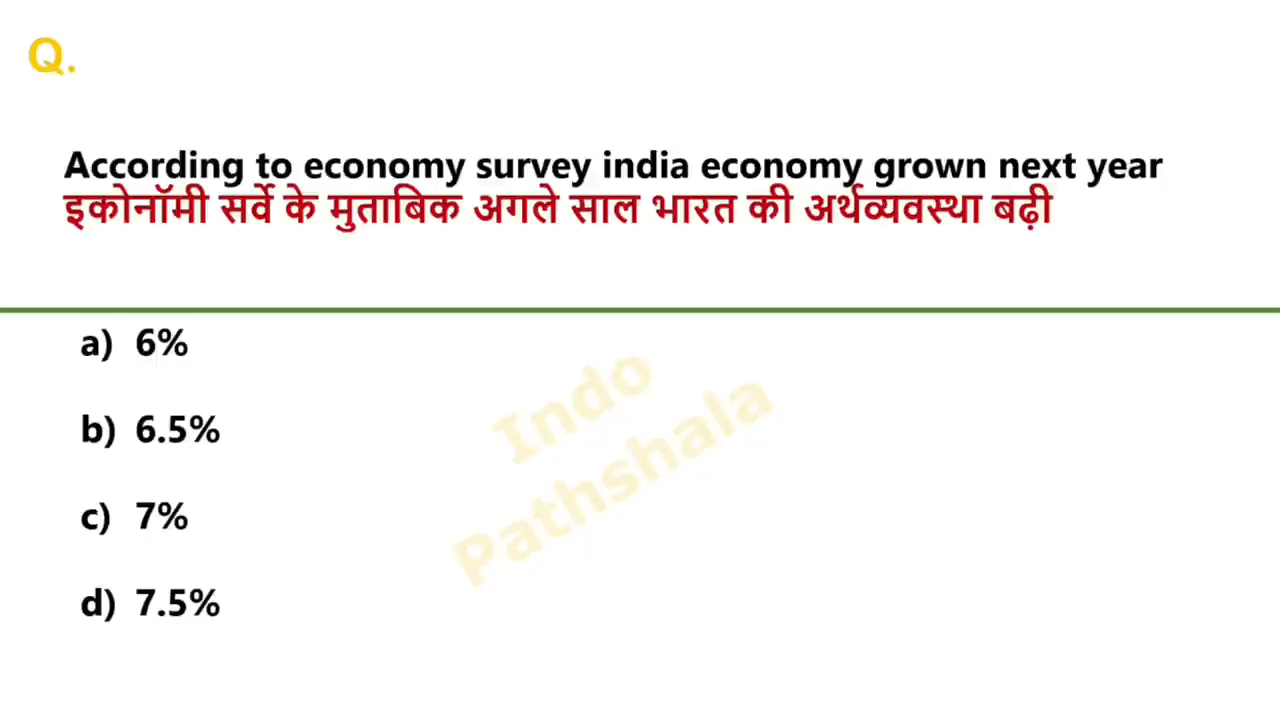 Q.
According to economy survey india economy grown next year
इकोनॉमी सर्वे के मुताबिक अगले साल भारत की अर्थव्यवस्था बढ़ी
a) 6%
b) 6.5%
c) 7%
d) 7.5%
Indo
Pathshala